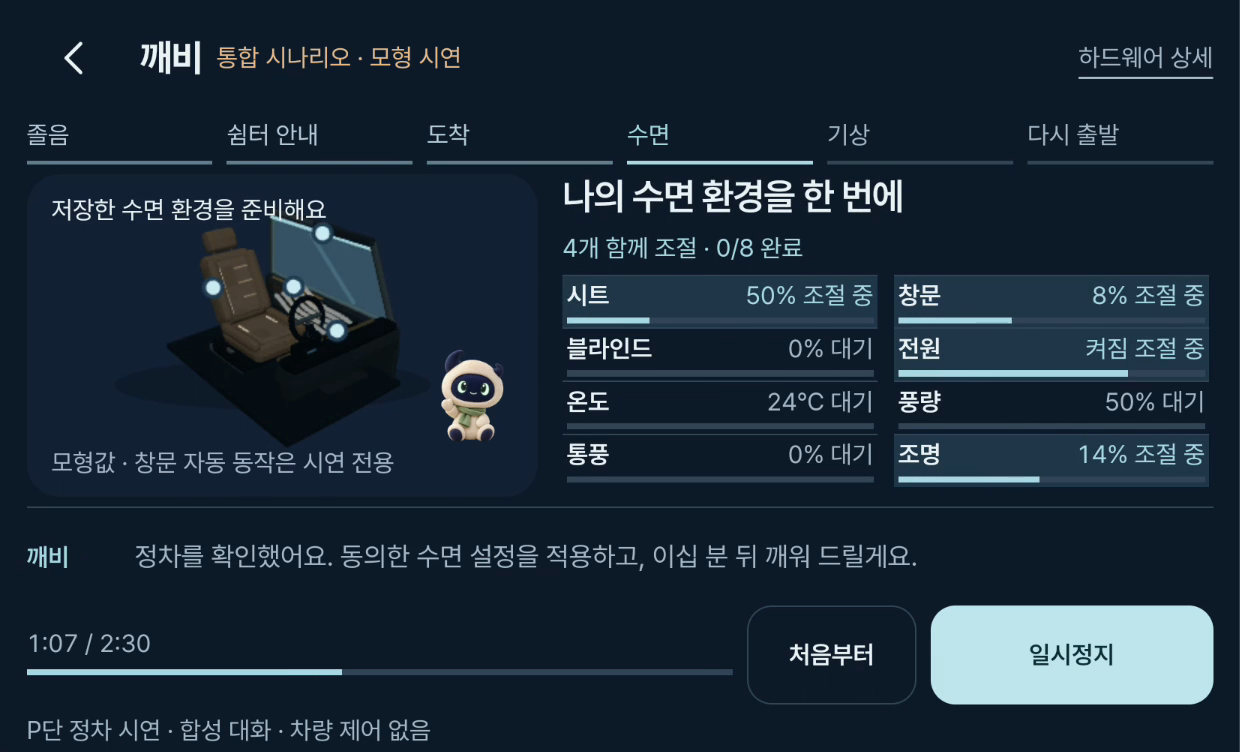 깨비 통합 시나리오 · 모형 시연
하드웨어 상세
졸음
쉼터 안내
도착
수면
기상
다시 출발
저장한 수면 환경을 준비해요
모형값 · 창문 자동 동작은 시연 전용
나의 수면 환경을 한 번에
4개 함께 조절 · 0/8 완료
시트 50% 조절 중
창문 8% 조절 중
블라인드 0% 대기
전원 켜짐 조절 중
온도 24°C 대기
풍량 50% 대기
통풍 0% 대기
조명 14% 조절 중
깨비 정차를 확인했어요. 동의한 수면 설정을 적용하고, 이십 분 뒤 깨워 드릴게요.
1:07 / 2:30
처음부터
일시정지
P단 정차 시연 · 합성 대화 · 차량 제어 없음